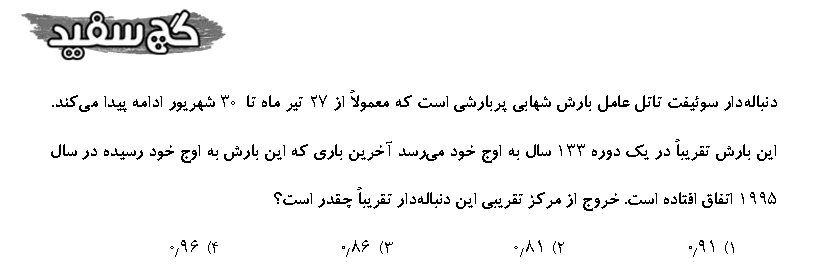 گچ سفید
دنباله‌دار سوئیفت تاتل عامل بارش شهابی پربارشی است که معمولاً از ۲۷ تیر ماه تا ۳۰ شهریور ادامه پیدا می‌کند.
این بارش تقریباً در یک دوره ۱۳۳ سال به اوج خود می‌رسد آخرین باری که این بارش به اوج خود رسیده در سال
۱۹۹۵ اتفاق افتاده است. خروج از مرکز تقریبی این دنباله‌دار تقریباً چقدر است؟
۱) ۰٫۹۱ ۲) ۰٫۸۱ ۳) ۰٫۸۶ ۴) ۰٫۹۶